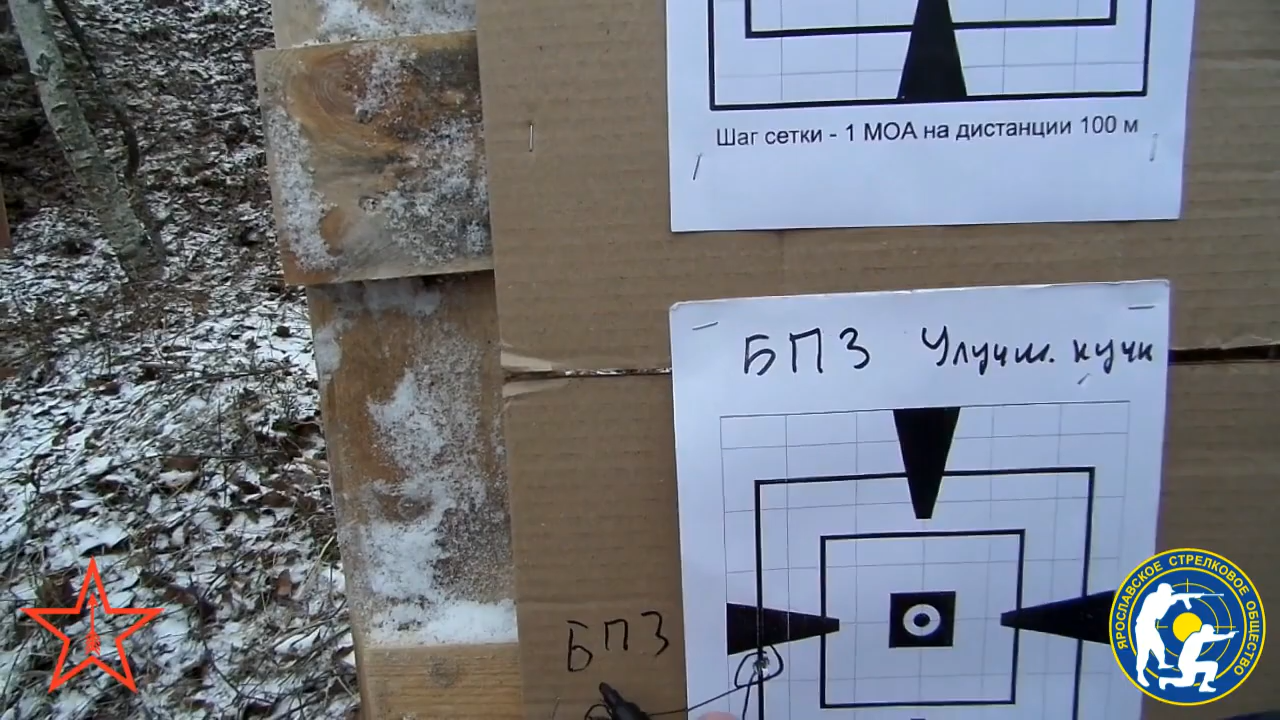 Шаг сетки - 1 МОА на дистанции 100 м
БПЗ Улучш. кучн
БПЗ
ЯРОСЛАВСКОЕ СТРЕЛКОВОЕ ОБЩЕСТВО